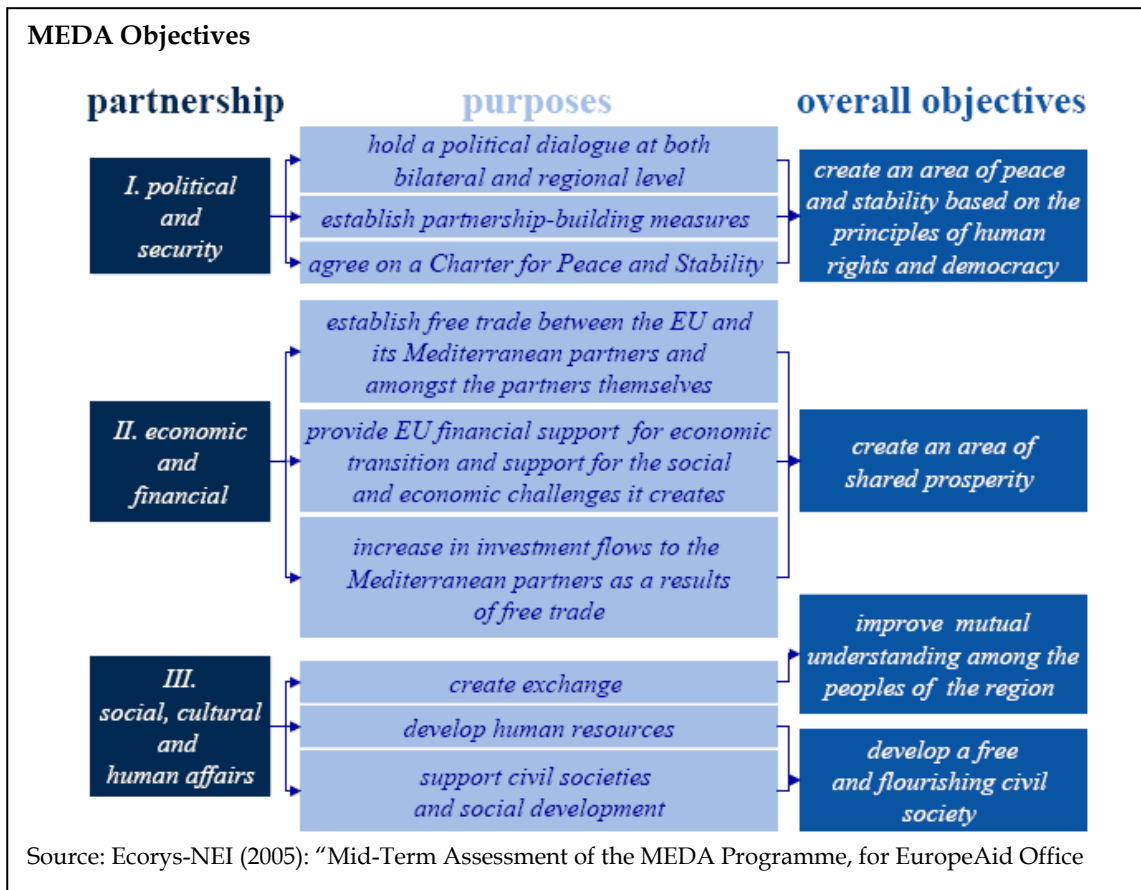 MEDA Objectives
partnership
purposes
overall objectives
I. political
and
security
hold a political dialogue at both
bilateral and regional level
establish partnership-building measures
agree on a Charter for Peace and Stability
create an area of peace
and stability based on the
principles of human
rights and democracy
II. economic
and
financial
establish free trade between the EU and
its Mediterranean partners and
amongst the partners themselves
provide EU financial support for economic
transition and support for the social
and economic challenges it creates
increase in investment flows to the
Mediterranean partners as a results
of free trade
create an area of
shared prosperity
III.
social, cultural
and
human affairs
create exchange
develop human resources
support civil societies
and social development
improve mutual
understanding among the
peoples of the region
develop a free
and flourishing civil
society
Source: Ecorys-NEI (2005): “Mid-Term Assessment of the MEDA Programme, for EuropeAid Office